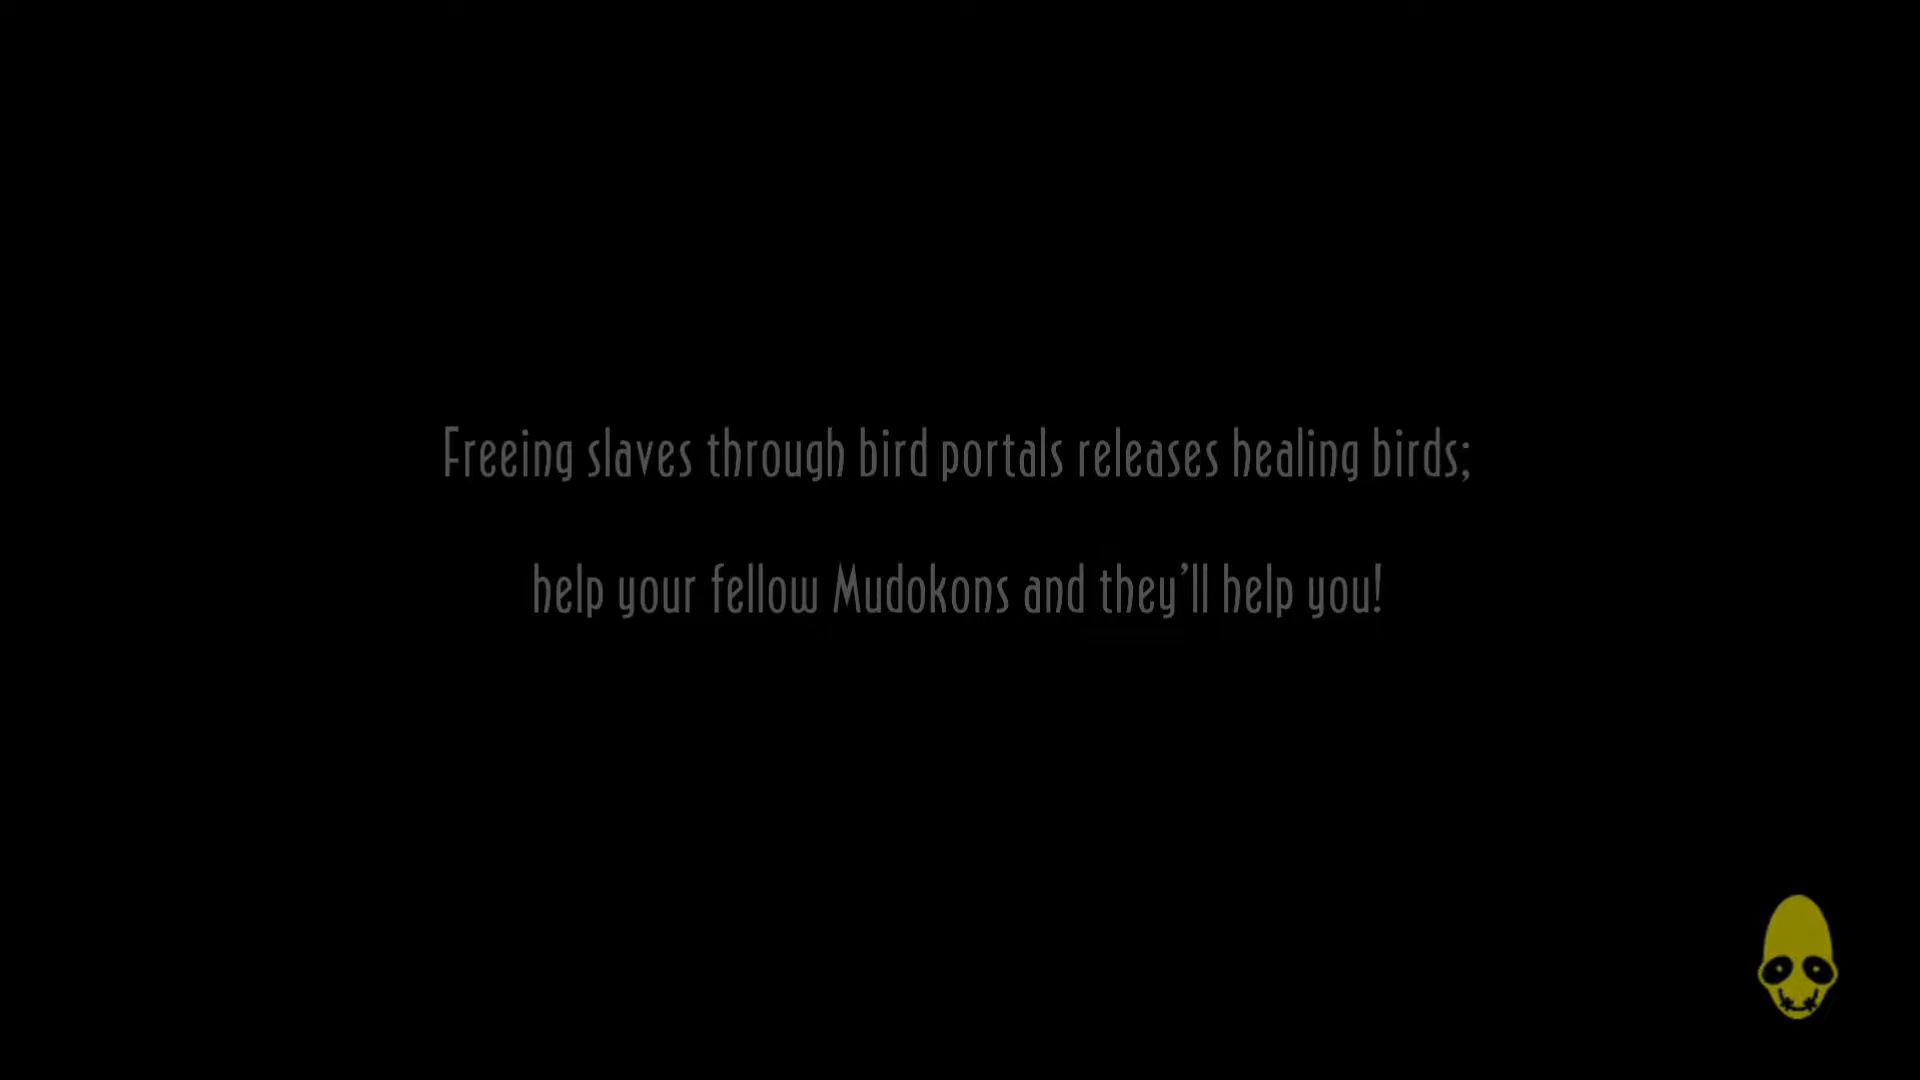 Freeing slaves through bird portals releases healing birds;
help your fellow Mudokons and they’ll help you!